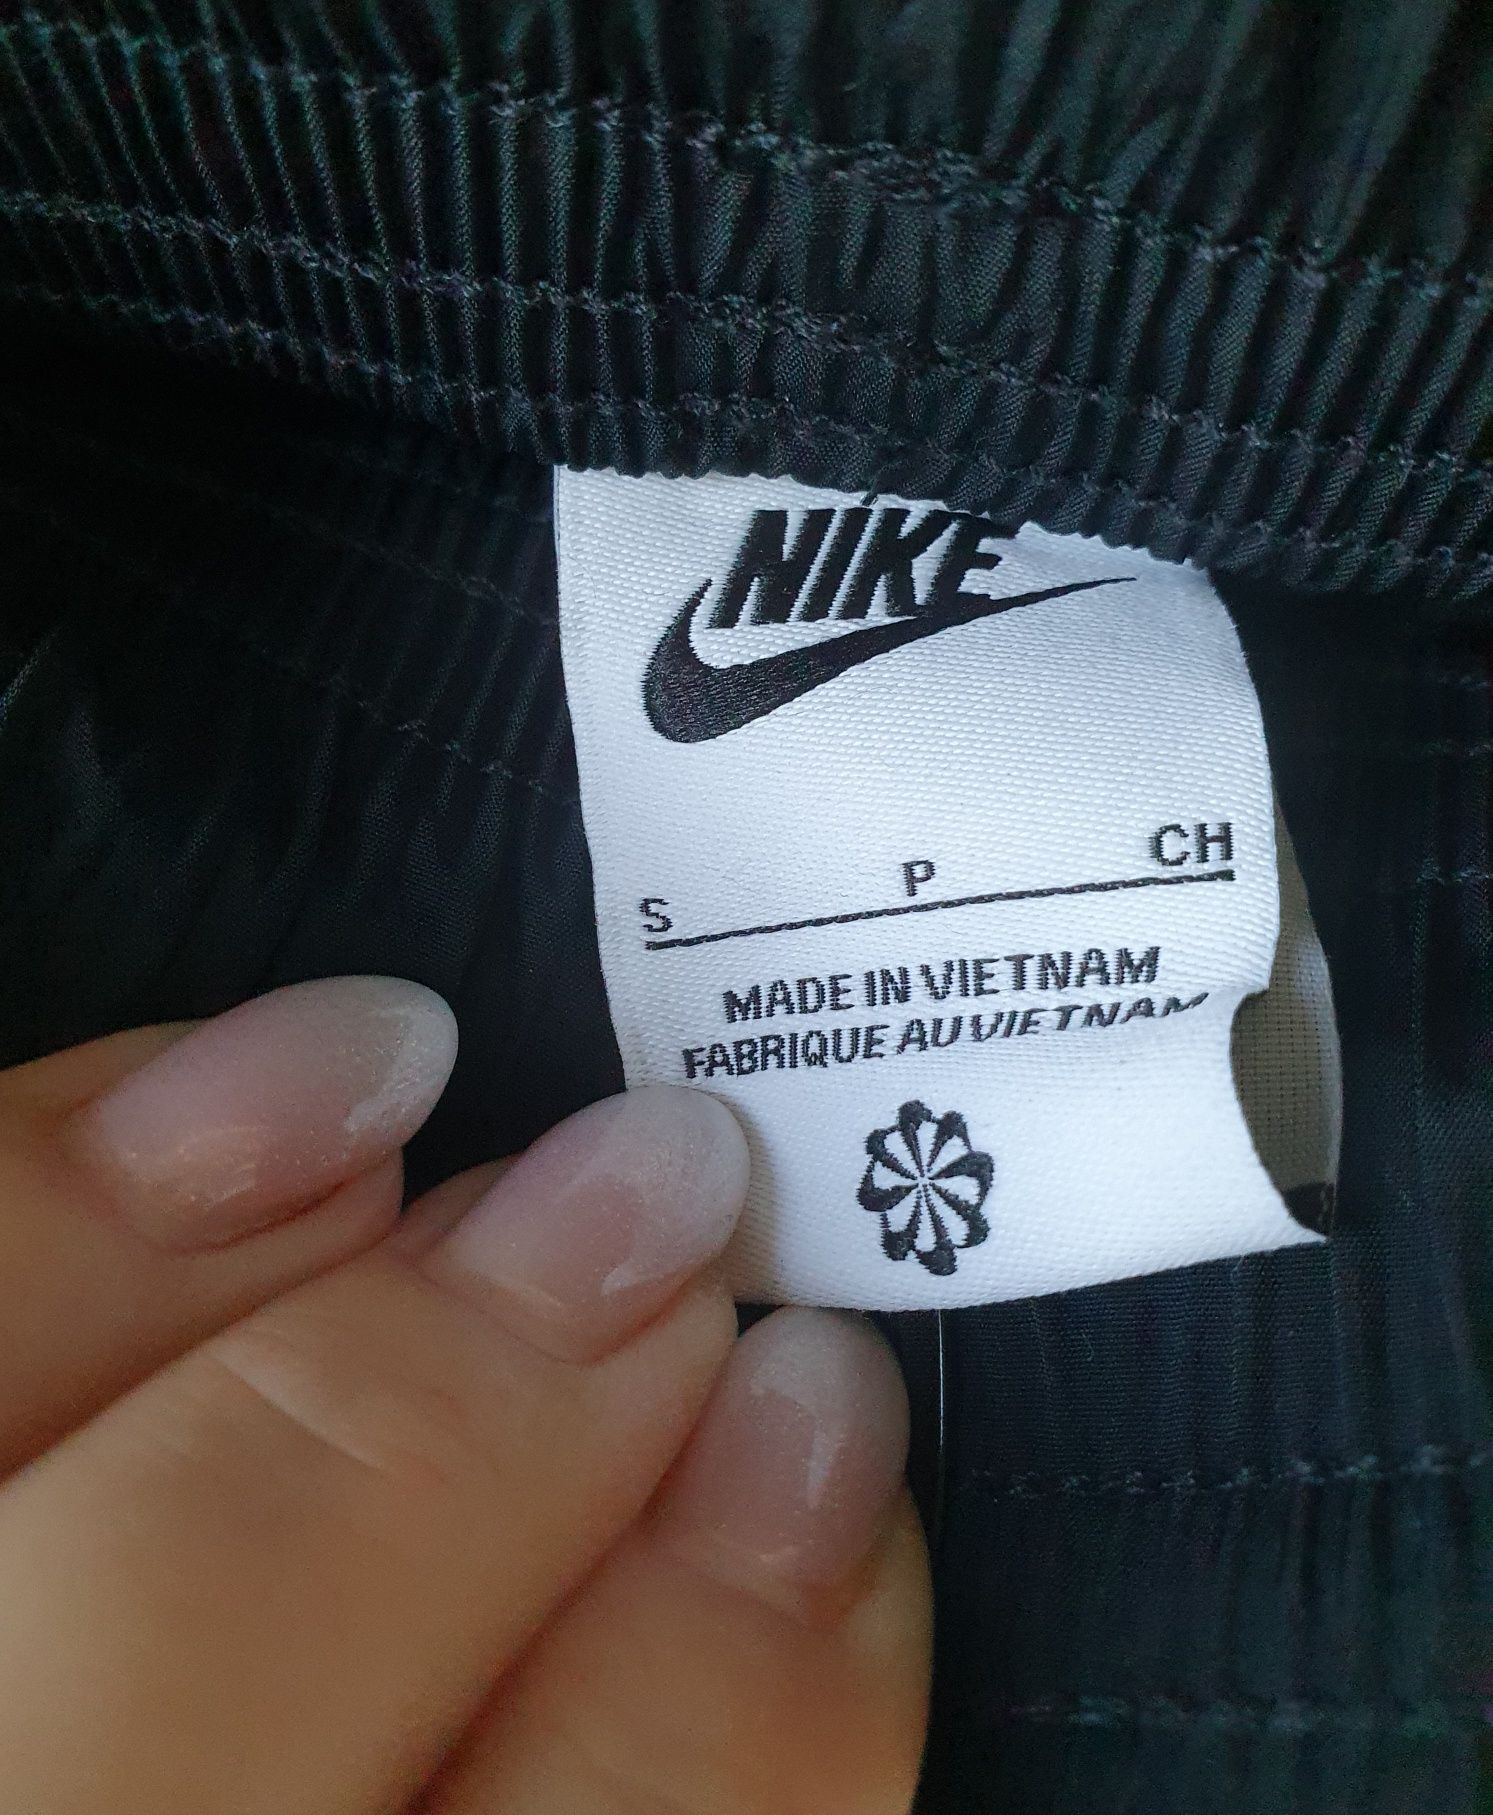 NIKE
S P CH
MADE IN VIETNAM
FABRIQUE AU VIETNAM